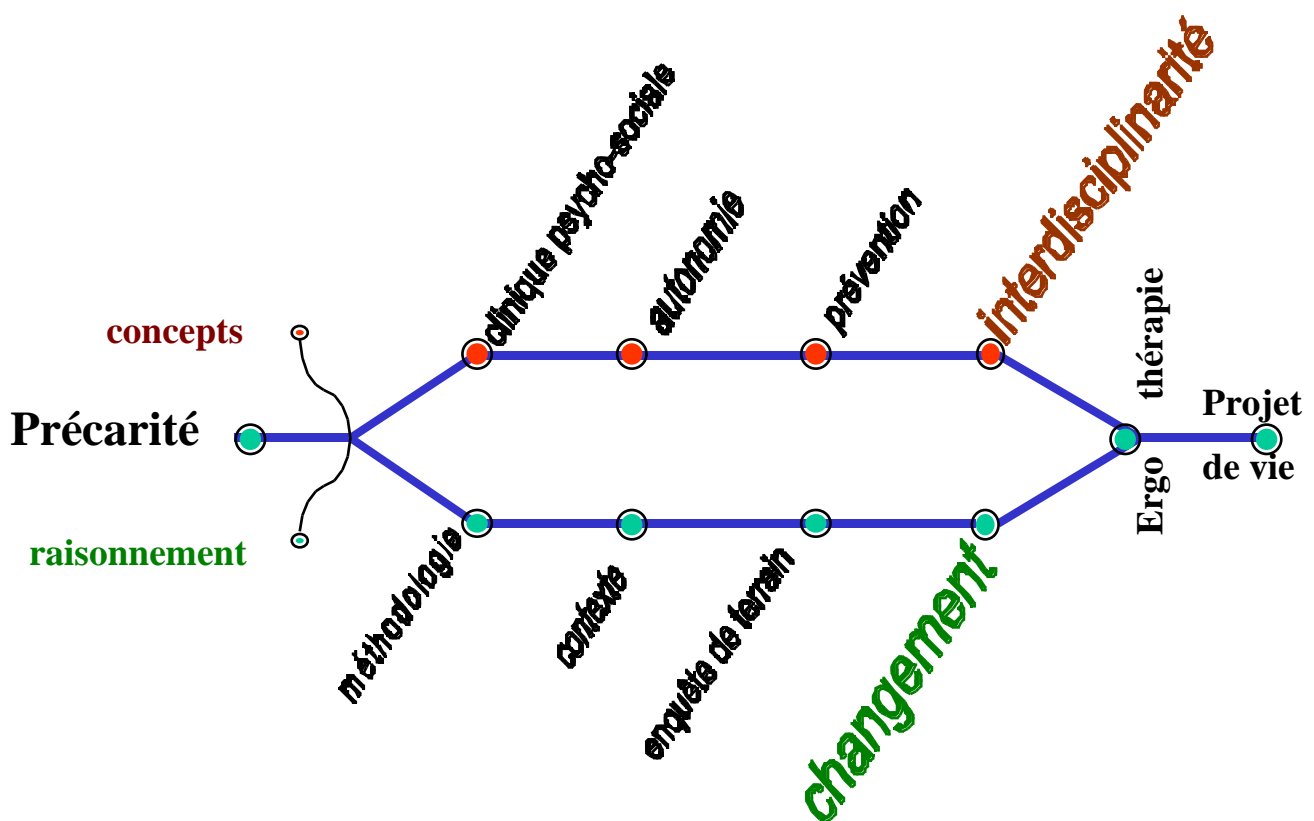 concepts
Précarité
raisonnement
clinique psycho-sociale
autonomie
prévention
interdisciplinarité
méthodologie
contexte
enquête de terrain
changement
Ergo thérapie
Projet
de vie